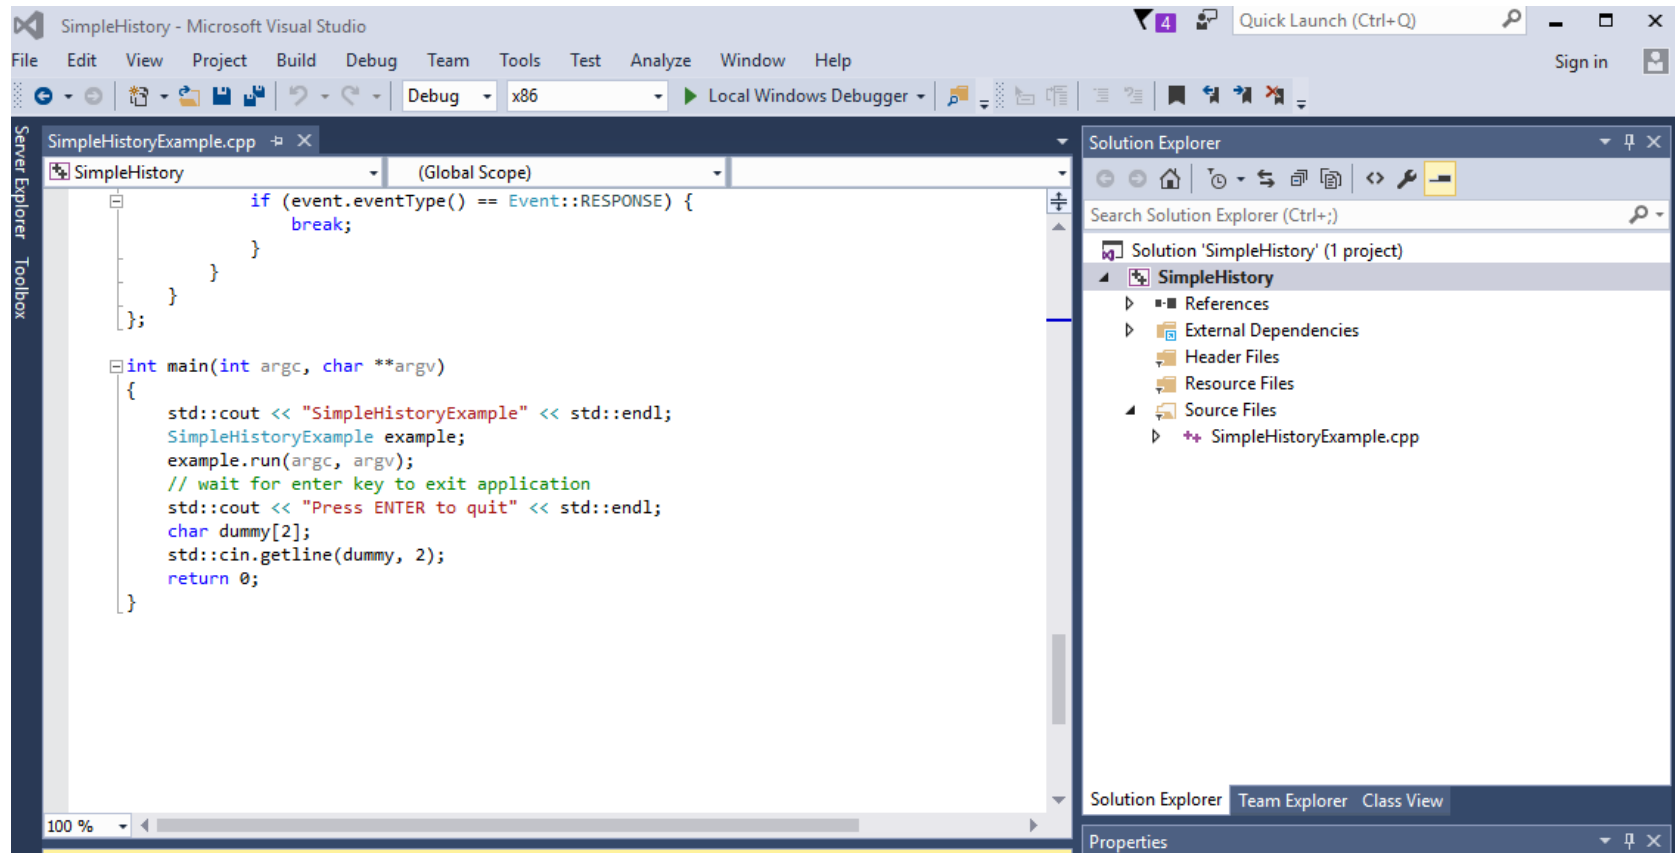 SimpleHistory - Microsoft Visual Studio
4
Quick Launch (Ctrl+Q)
File Edit View Project Build Debug Team Tools Test Analyze Window Help
Sign in
Debug x86 Local Windows Debugger
Server Explorer
Toolbox
SimpleHistoryExample.cpp
SimpleHistory
(Global Scope)
if (event.eventType() == Event::RESPONSE) {
break;
}
}
}
};
int main(int argc, char **argv)
{
std::cout << "SimpleHistoryExample" << std::endl;
SimpleHistoryExample example;
example.run(argc, argv);
// wait for enter key to exit application
std::cout << "Press ENTER to quit" << std::endl;
char dummy[2];
std::cin.getline(dummy, 2);
return 0;
}
100 %
Solution Explorer
Search Solution Explorer (Ctrl+;)
Solution 'SimpleHistory' (1 project)
SimpleHistory
References
External Dependencies
Header Files
Resource Files
Source Files
SimpleHistoryExample.cpp
Solution Explorer Team Explorer Class View
Properties